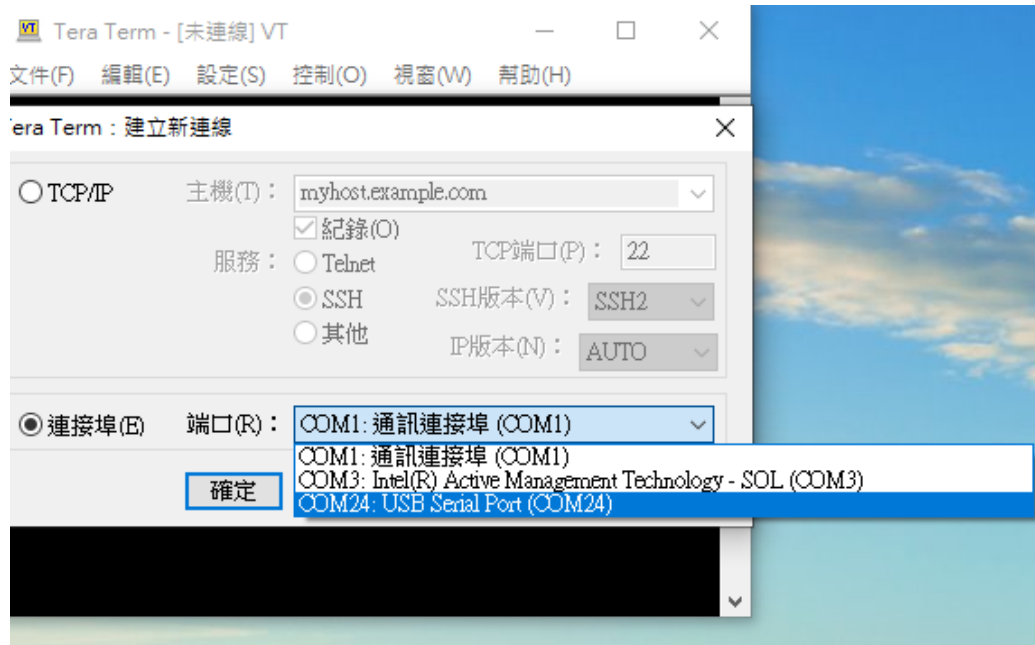 VT Tera Term - [未連線] VT
文件(F) 編輯(E) 設定(S) 控制(O) 視窗(W) 幫助(H)
era Term：建立新連線
TCP/IP 主機(T)： myhost.example.com
紀錄(O)
服務： Telnet TCP端口(P)： 22
SSH SSH版本(V)： SSH2
其他 IP版本(N)： AUTO
連接埠(E) 端口(R)： COM1: 通訊連接埠 (COM1)
COM1: 通訊連接埠 (COM1)
COM3: Intel(R) Active Management Technology - SOL (COM3)
確定 COM24: USB Serial Port (COM24)